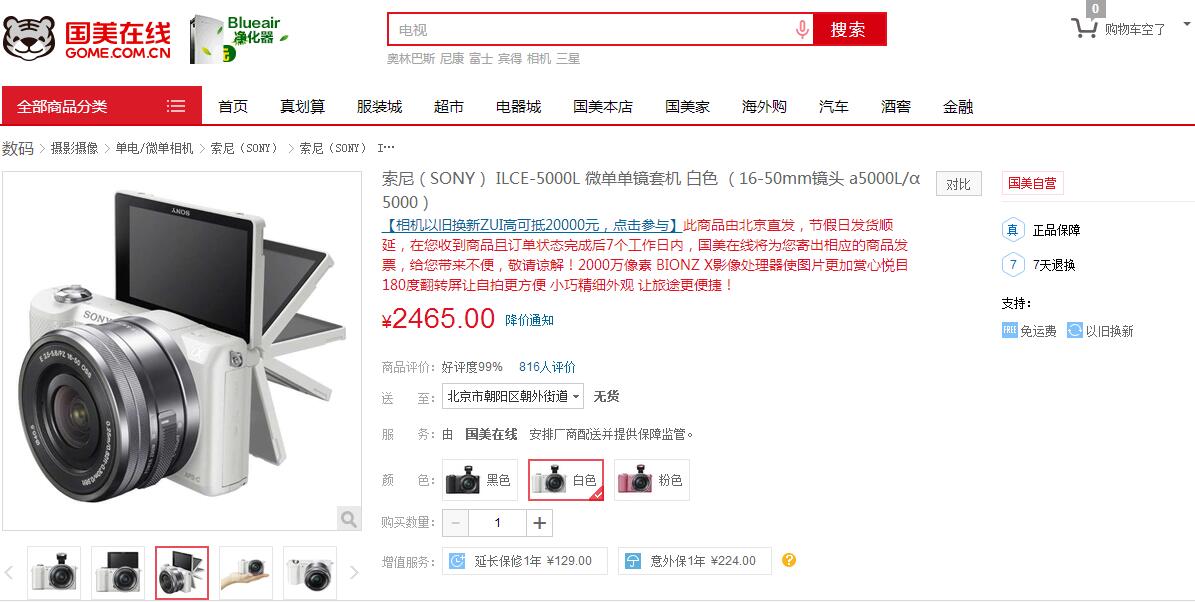 国美在线
GOME.COM.CN
Blueair
净化器
电视
搜索
0
购物车空了
奥林巴斯 尼康 富士 宾得 相机 三星
全部商品分类 首页 真划算 服装城 超市 电器城 国美本店 国美家 海外购 汽车 酒窖 金融
数码 > 摄影摄像 > 单电/微单相机 > 索尼（SONY） > 索尼（SONY） I···
索尼（SONY） ILCE-5000L 微单单镜套机 白色 （16-50mm镜头 a5000L/α
5000）
对比
国美自营
【相机以旧换新ZUI高可抵20000元，点击参与】此商品由北京直发，节假日发货顺
延，在您收到商品且订单状态完成后7个工作日内，国美在线将为您寄出相应的商品发
票，给您带来不便，敬请谅解！2000万像素 BIONZ X影像处理器使图片更加赏心悦目
180度翻转屏让自拍更方便 小巧精细外观 让旅途更便捷！
真 正品保障
7 7天退换
支持：
FREE 免运费 以旧换新
¥2465.00 降价通知
商品评价： 好评度99% 816人评价
送 至： 北京市朝阳区朝外街道 无货
服 务： 由 国美在线 安排厂商配送并提供保障监管。
颜 色： 黑色 白色 粉色
购买数量： − 1 +
增值服务： 延长保修1年 ¥129.00 意外保1年 ¥224.00 ?
SONY
SONY
α
E 3.5-5.6/PZ 16-50 OSS